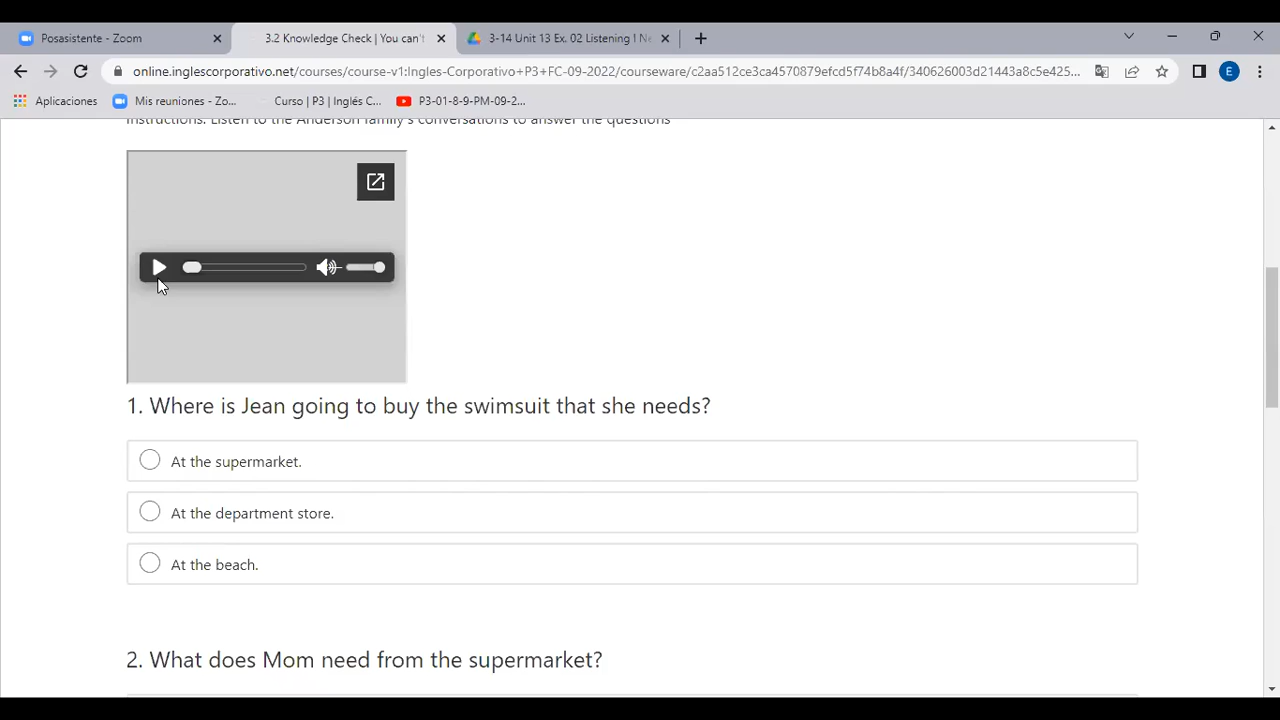 Posasistente - Zoom
3.2 Knowledge Check | You can't
3-14 Unit 13 Ex. 02 Listening ! Ne
online.inglescorporativo.net/courses/course-v1:Ingles-Corporativo+P3+FC-09-2022/courseware/c2aa512ce3ca4570879efcd5f74b8a4f/340626003d21443a8c5e425...
E
Aplicaciones
Mis reuniones - Zo...
Curso | P3 | Inglés C...
P3-01-8-9-PM-09-2...
Instructions: Listen to the Anderson family's conversations to answer the questions
1. Where is Jean going to buy the swimsuit that she needs?
At the supermarket.
At the department store.
At the beach.
2. What does Mom need from the supermarket?